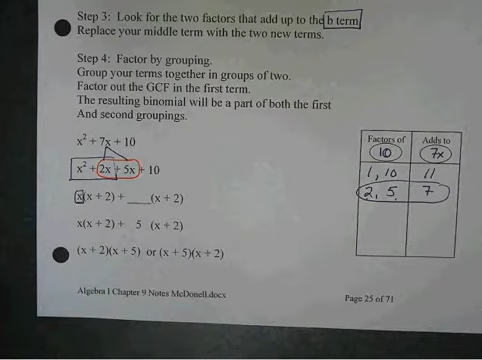 Step 3: Look for the two factors that add up to the b term
Replace your middle term with the two new terms.
Step 4: Factor by grouping.
Group your terms together in groups of two.
Factor out the GCF in the first term.
The resulting binomial will be a part of both the first
And second groupings.
x² + 7x + 10
x² + 2x + 5x + 10
x(x + 2) + ___(x + 2)
x(x + 2) + 5 (x + 2)
(x + 2)(x + 5) or (x + 5)(x + 2)
Factors of Adds to
10 7x
1, 10 11
2, 5 7
Algebra I Chapter 9 Notes McDonell.docx
Page 25 of 71